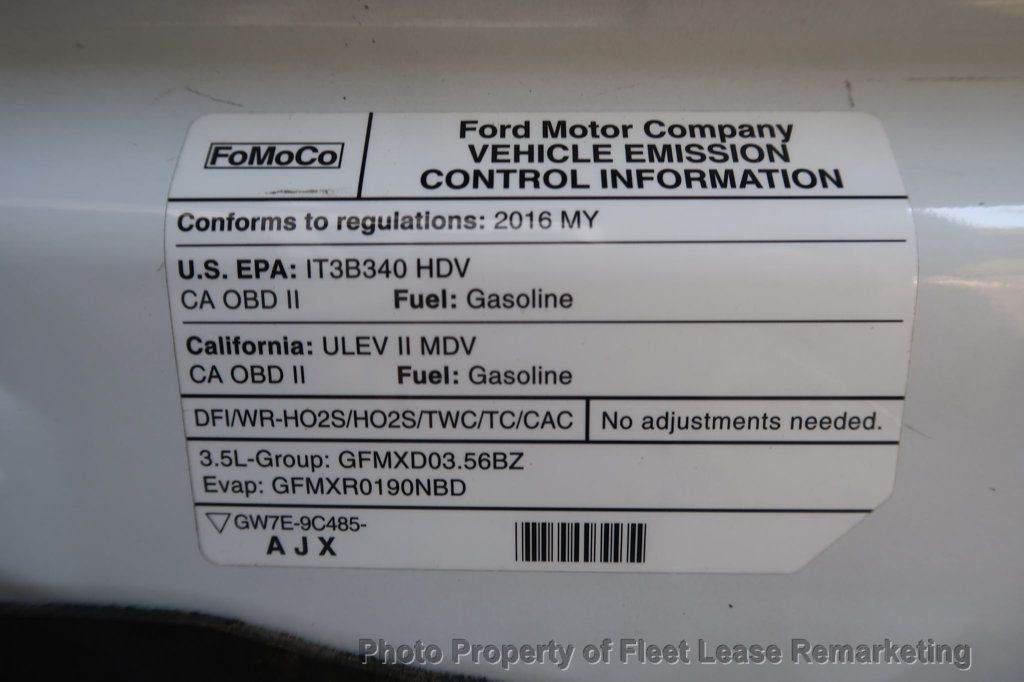 FoMoCo
Ford Motor Company
VEHICLE EMISSION
CONTROL INFORMATION
Conforms to regulations: 2016 MY
U.S. EPA: IT3B340 HDV
CA OBD II Fuel: Gasoline
California: ULEV II MDV
CA OBD II Fuel: Gasoline
DFI/WR-HO2S/HO2S/TWC/TC/CAC No adjustments needed.
3.5L-Group: GFMXD03.56BZ
Evap: GFMXR0190NBD
GW7E-9C485-
A J X
Photo Property of Fleet Lease Remarketing